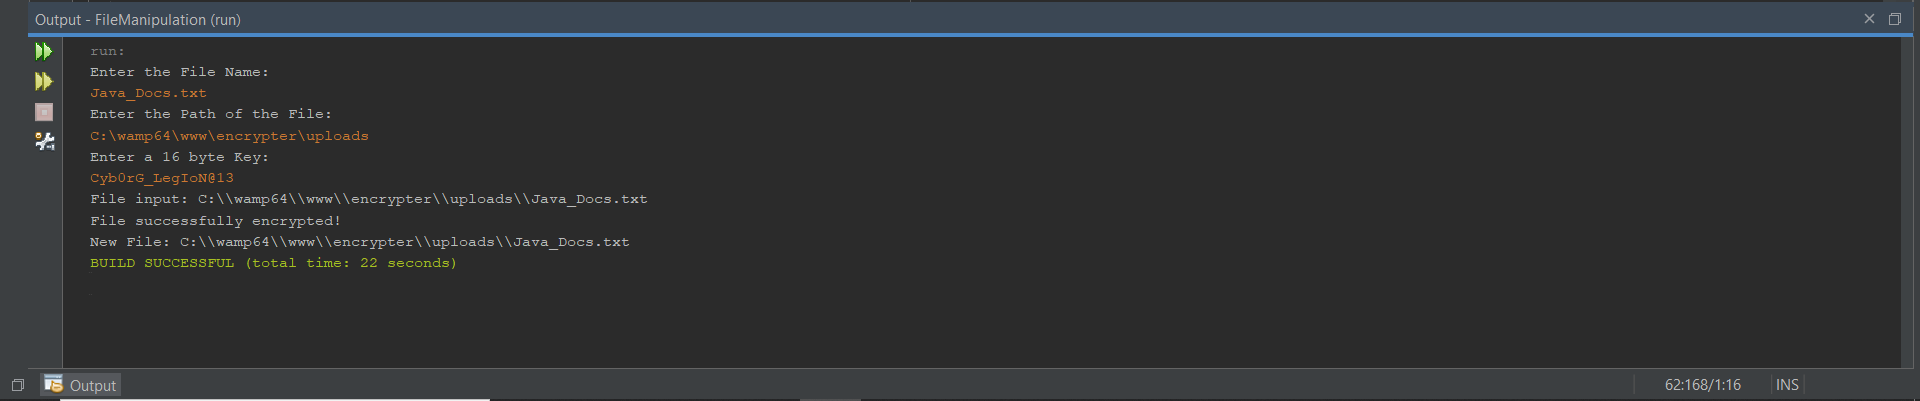 Output - FileManipulation (run)
run:
Enter the File Name:
Java_Docs.txt
Enter the Path of the File:
C:\wamp64\www\encrypter\uploads
Enter a 16 byte Key:
Cyb0rG_LegIoN@13
File input: C:\\wamp64\\www\\encrypter\\uploads\\Java_Docs.txt
File successfully encrypted!
New File: C:\\wamp64\\www\\encrypter\\uploads\\Java_Docs.txt
BUILD SUCCESSFUL (total time: 22 seconds)
Output
62:168/1:16
INS